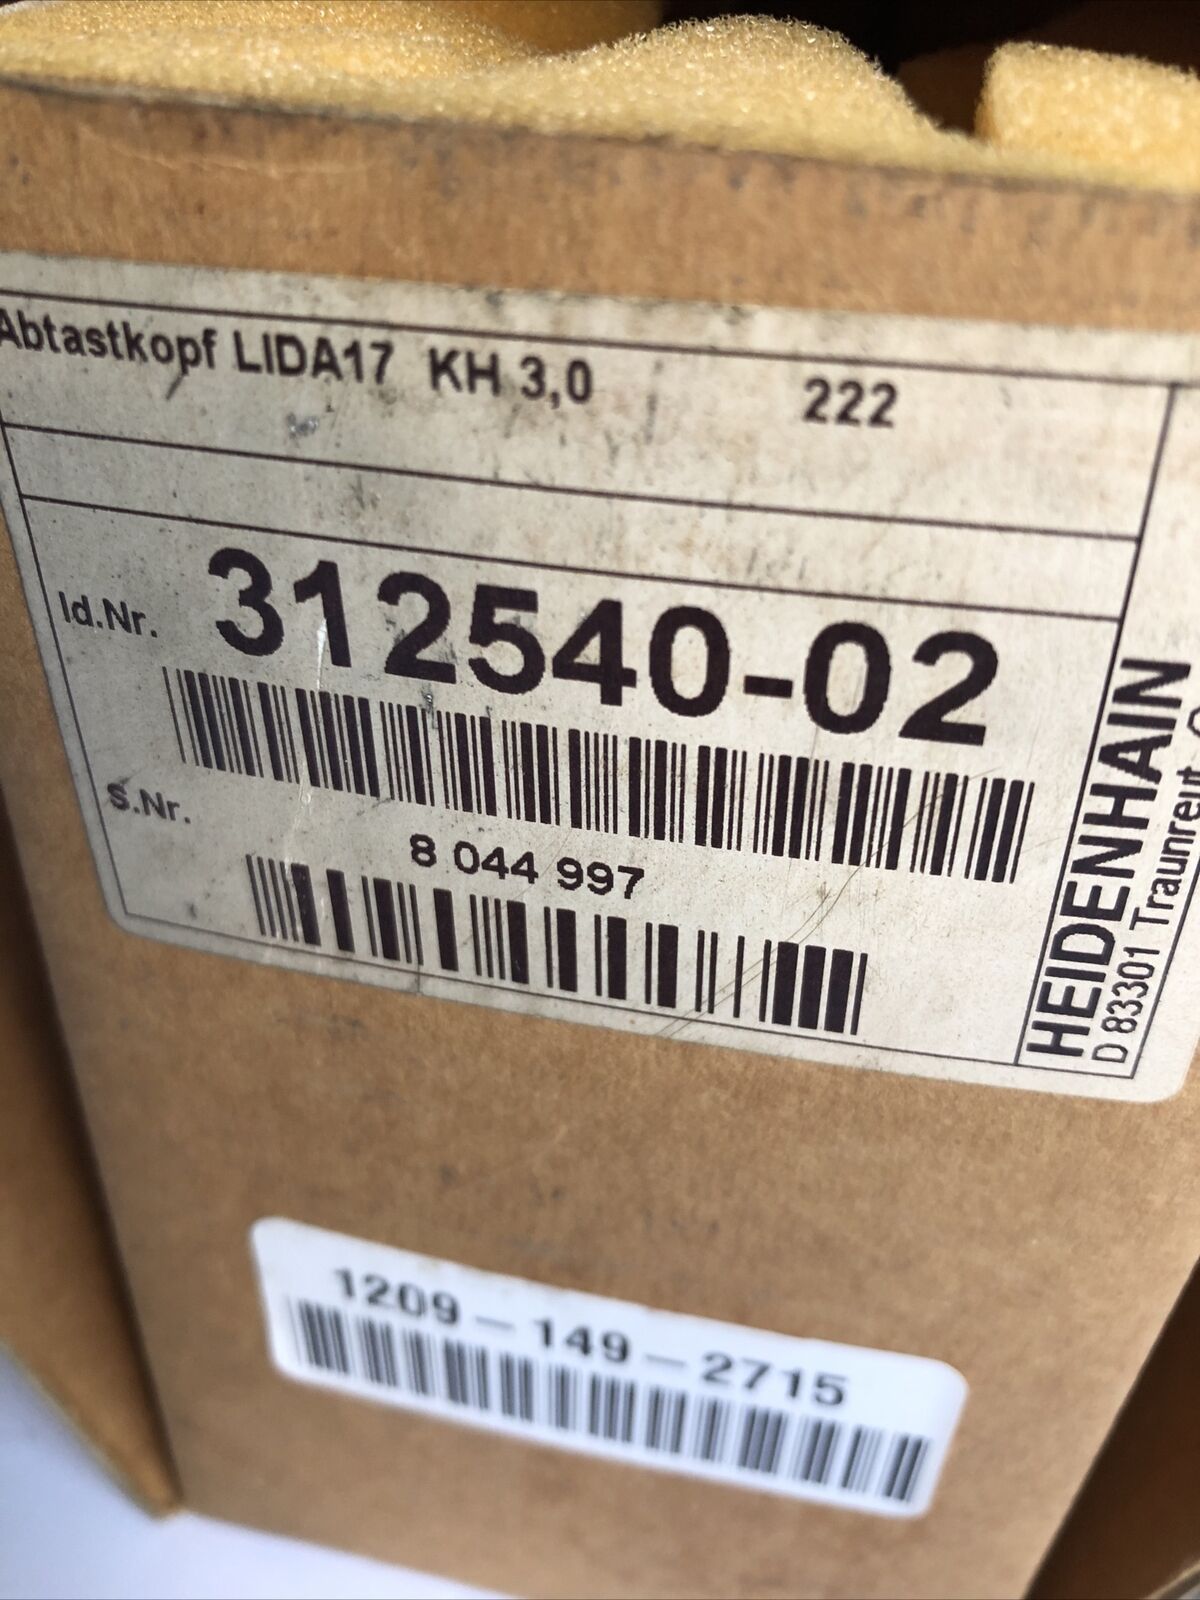 Abtastkopf LIDA17 KH 3,0 222
Id.Nr. 312540-02
S.Nr. 8 044 997
HEIDENHAIN
D 83301 Traunreut
1209-149-2715